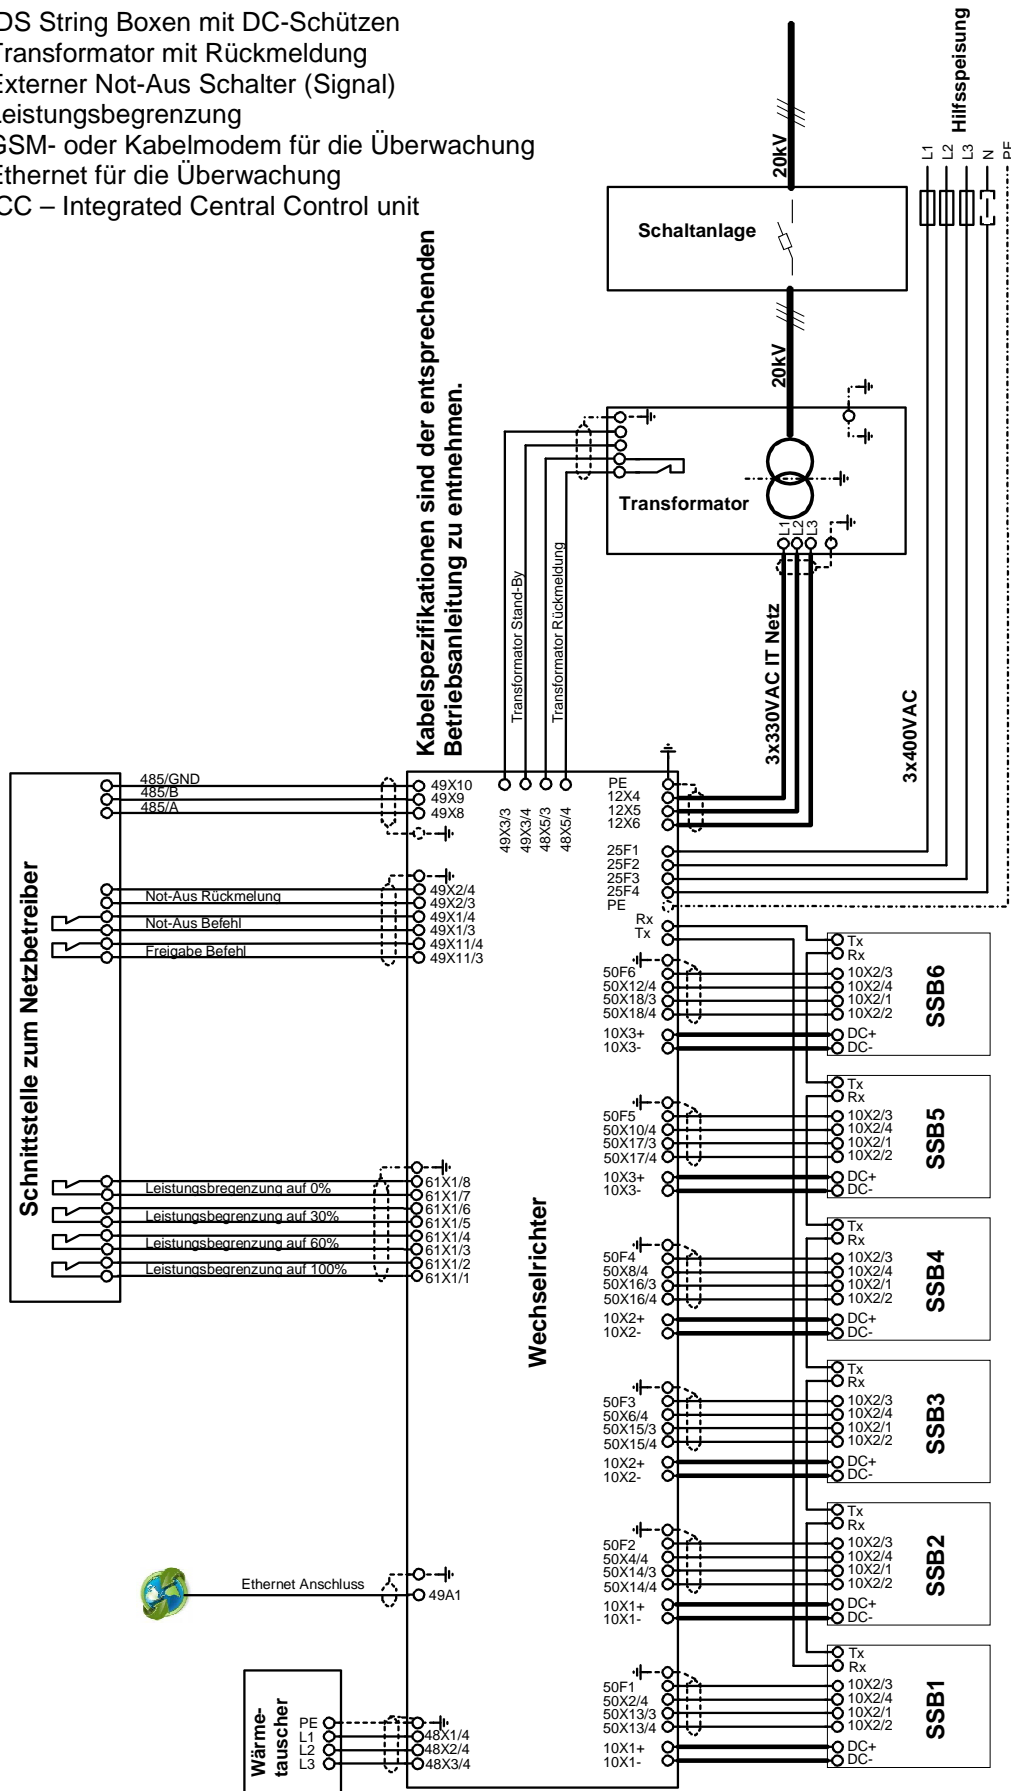 DS String Boxen mit DC-Schützen
Transformator mit Rückmeldung
Externer Not-Aus Schalter (Signal)
Leistungsbegrenzung
GSM- oder Kabelmodem für die Überwachung
Ethernet für die Überwachung
CC – Integrated Central Control unit
Kabelspezifikationen sind der entsprechenden
Betriebsanleitung zu entnehmen.
Hilfsspeisung
L1
L2
L3
N
PE
20kV
Schaltanlage
20kV
Transformator
L1
L2
L3
Transformator Stand-By
Transformator Rückmeldung
3x330VAC IT Netz
3x400VAC
Schnittstelle zum Netzbetreiber
485/GND
485/B
485/A
49X10
49X9
49X8
49X3/3
49X3/4
48X5/3
48X5/4
PE
12X4
12X5
12X6
25F1
25F2
25F3
25F4
PE
Rx
Tx
Not-Aus Rückmelung
Not-Aus Befehl
Freigabe Befehl
49X2/4
49X2/3
49X1/4
49X1/3
49X11/4
49X11/3
Leistungsbregenzung auf 0%
Leistungsbegrenzung auf 30%
Leistungsbegrenzung auf 60%
Leistungsbegrenzung auf 100%
61X1/8
61X1/7
61X1/6
61X1/5
61X1/4
61X1/3
61X1/2
61X1/1
Wechselrichter
Ethernet Anschluss
49A1
Wärme-
tauscher
PE
L1
L2
L3
48X1/4
48X2/4
48X3/4
50F6
50X12/4
50X18/3
50X18/4
10X3+
10X3-
Tx
Rx
10X2/3
10X2/4
10X2/1
10X2/2
DC+
DC-
SSB6
50F5
50X10/4
50X17/3
50X17/4
10X3+
10X3-
Tx
Rx
10X2/3
10X2/4
10X2/1
10X2/2
DC+
DC-
SSB5
50F4
50X8/4
50X16/3
50X16/4
10X2+
10X2-
Tx
Rx
10X2/3
10X2/4
10X2/1
10X2/2
DC+
DC-
SSB4
50F3
50X6/4
50X15/3
50X15/4
10X2+
10X2-
Tx
Rx
10X2/3
10X2/4
10X2/1
10X2/2
DC+
DC-
SSB3
50F2
50X4/4
50X14/3
50X14/4
10X1+
10X1-
Tx
Rx
10X2/3
10X2/4
10X2/1
10X2/2
DC+
DC-
SSB2
50F1
50X2/4
50X13/3
50X13/4
10X1+
10X1-
Tx
Rx
10X2/3
10X2/4
10X2/1
10X2/2
DC+
DC-
SSB1